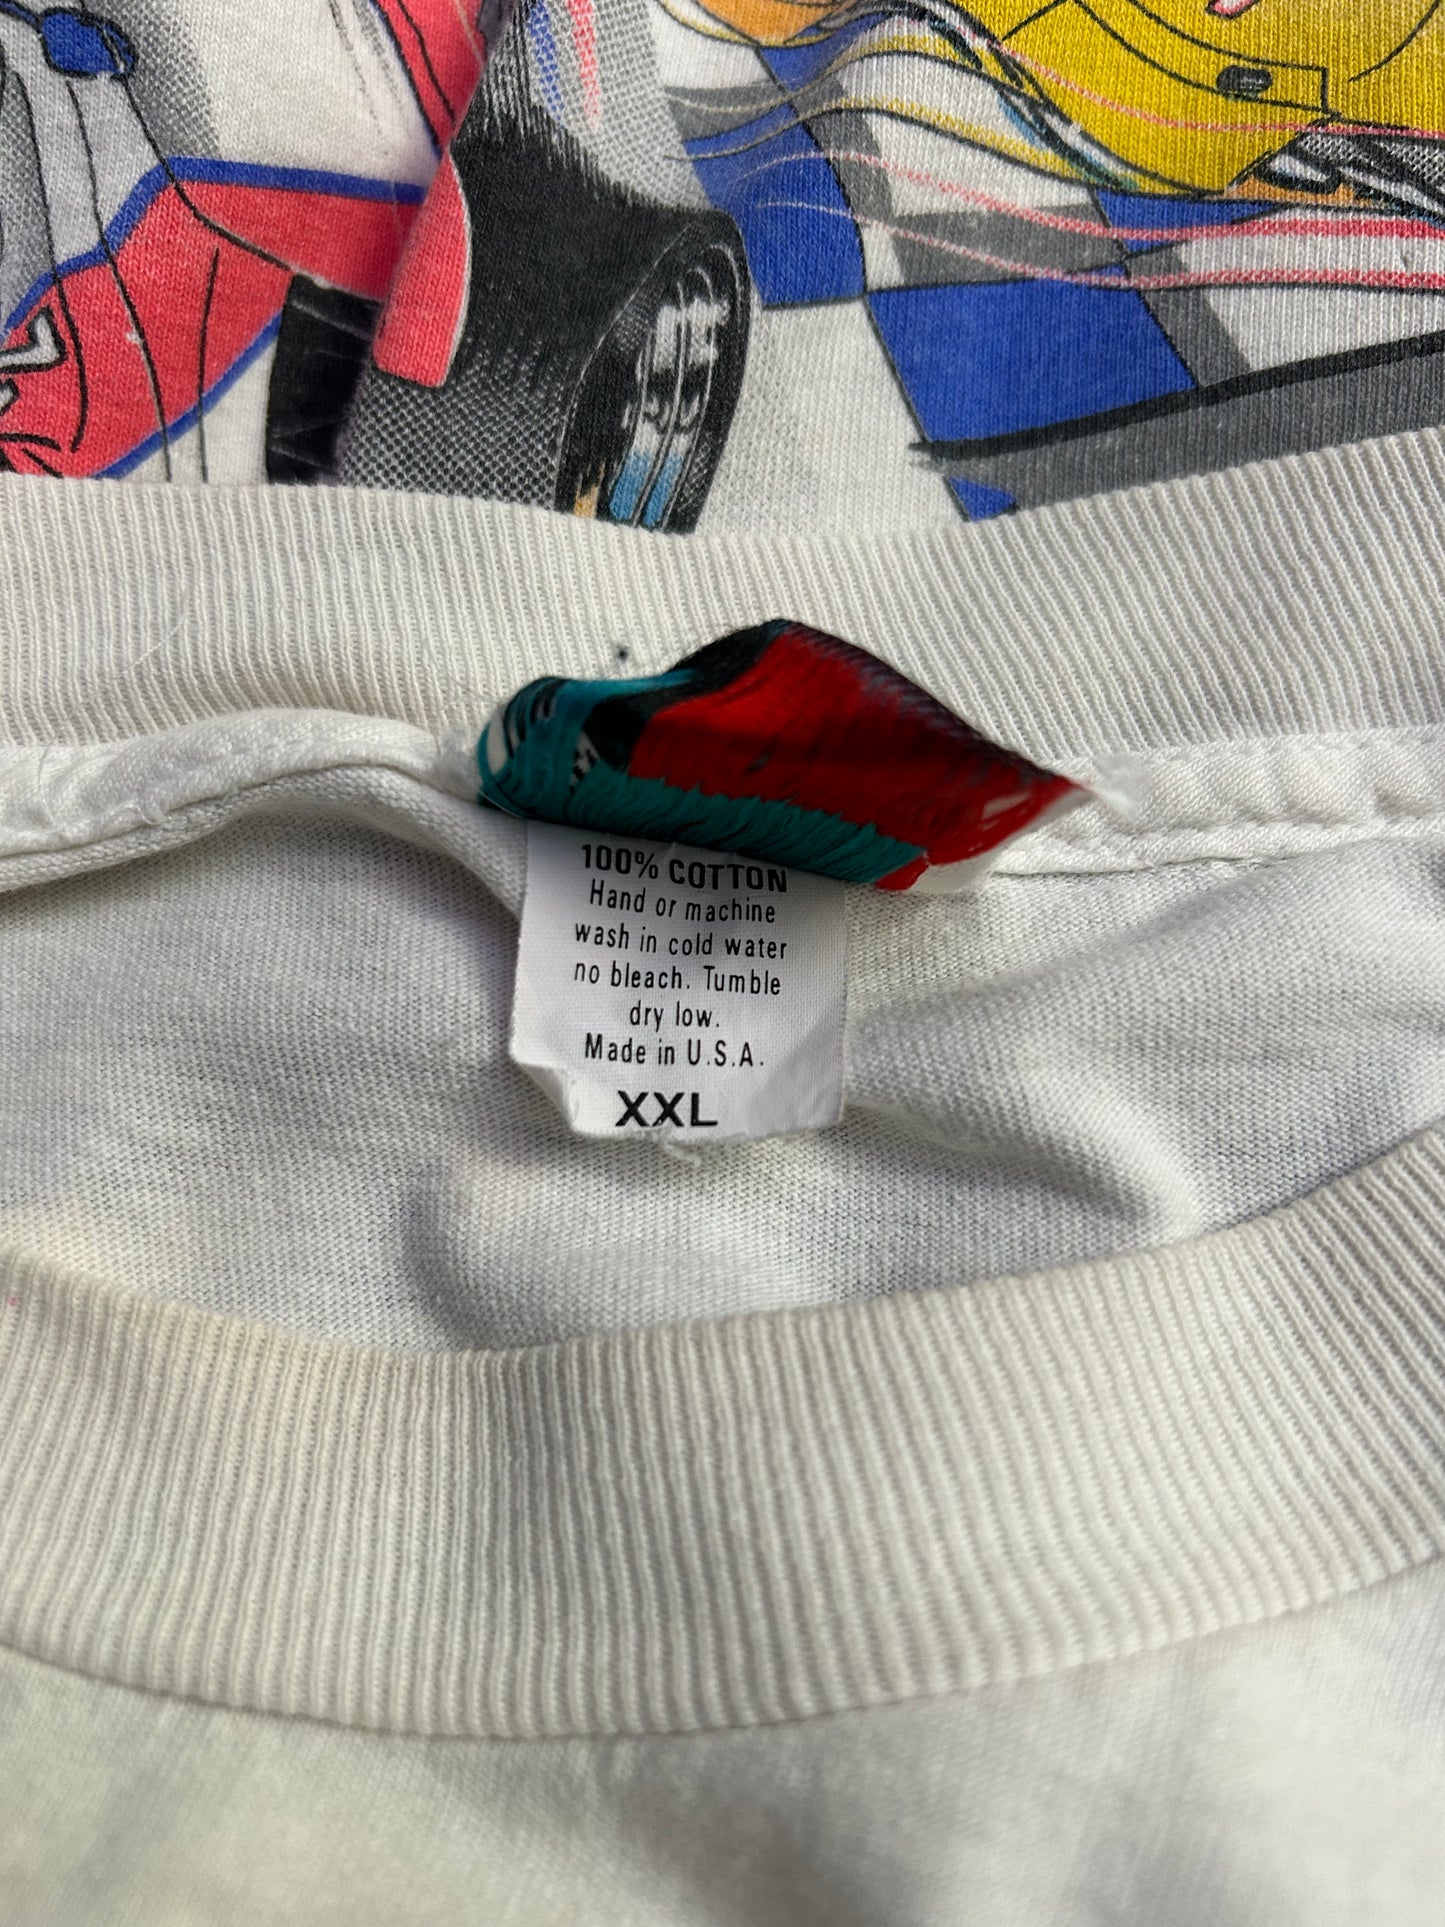 100% COTTON
Hand or machine
wash in cold water
no bleach. Tumble
dry low.
Made in U.S.A.
XXL